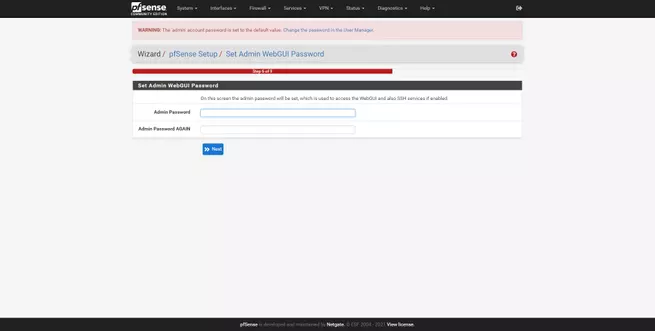 pfsense
COMMUNITY EDITION
System Interfaces Firewall Services VPN Status Diagnostics Help
WARNING: The 'admin' account password is set to the default value. Change the password in the User Manager.
Wizard / pfSense Setup / Set Admin WebGUI Password
Step 6 of 9
Set Admin WebGUI Password
On this screen the admin password will be set, which is used to access the WebGUI and also SSH services if enabled.
Admin Password
Admin Password AGAIN
Next
pfSense is developed and maintained by Netgate. © ESF 2004 - 2021 View license.